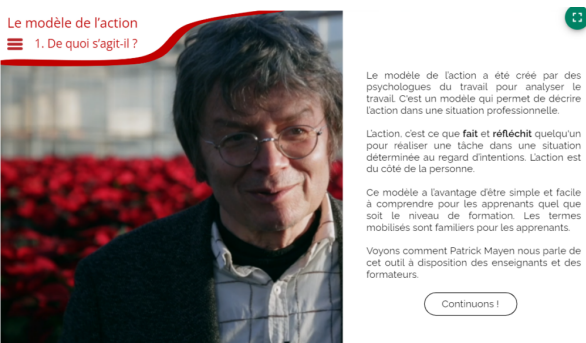 Le modèle de l'action
1. De quoi s'agit-il ?
Le modèle de l'action a été créé par des
psychologues du travail pour analyser le
travail. C'est un modèle qui permet de décrire
l'action dans une situation professionnelle.
L'action, c'est ce que fait et réfléchit quelqu'un
pour réaliser une tâche dans une situation
déterminée au regard d'intentions. L'action est
du côté de la personne.
Ce modèle a l'avantage d'être simple et facile
à comprendre pour les apprenants quel que
soit le niveau de formation. Les termes
mobilisés sont familiers pour les apprenants.
Voyons comment Patrick Mayen nous parle de
cet outil à disposition des enseignants et des
formateurs.
Continuons !